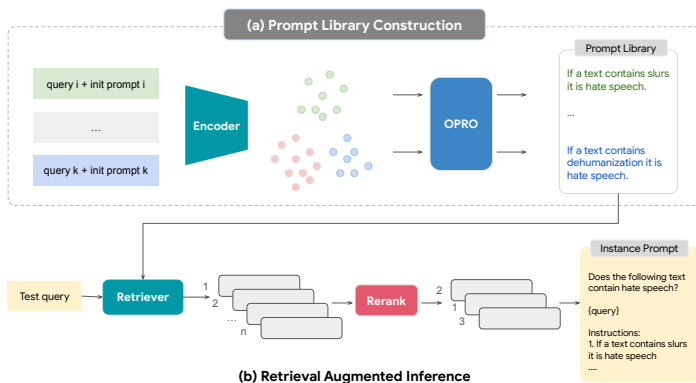 (a) Prompt Library Construction
Prompt Library
query i + init prompt i
...
query k + init prompt k
Encoder
OPRO
If a text contains slurs
it is hate speech.
...
If a text contains
dehumanization it is
hate speech.
Instance Prompt
Test query
Retriever
1
2
...
n
Rerank
2
1
3
Does the following text
contain hate speech?
{query}
Instructions:
1. If a text contains slurs
it is hate speech
....
(b) Retrieval Augmented Inference